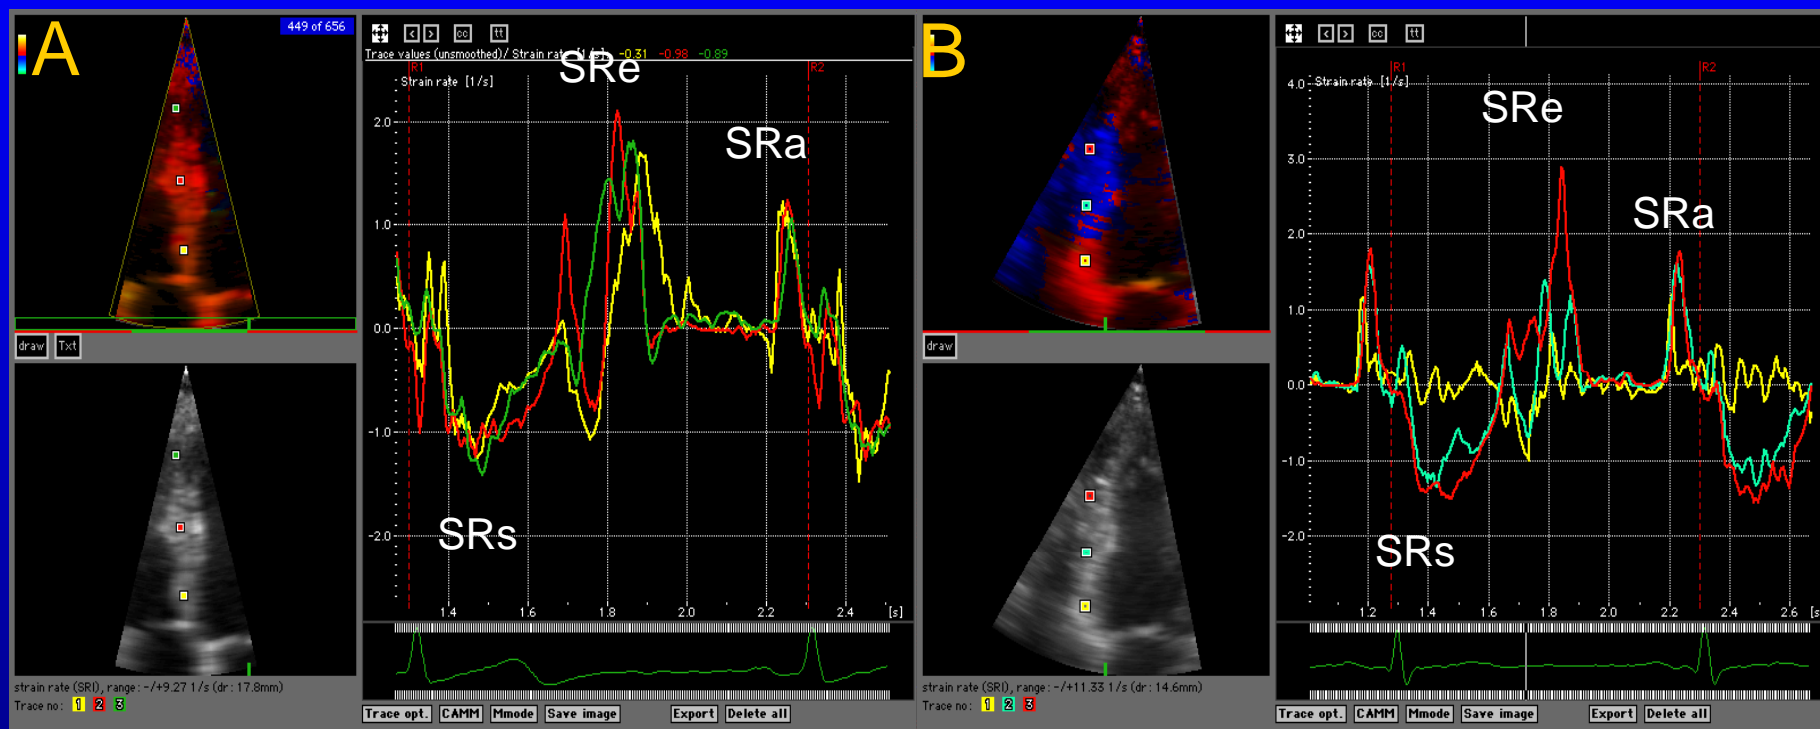 A
449 of 656
cc
tt
Trace values (unsmoothed)/ Strain rate [1/s]: -0.31 -0.98 -0.89
R1
R2
Strain rate [1/s]
SRe
SRa
SRs
2.0
1.0
0.0
-1.0
-2.0
1.4
1.6
1.8
2.0
2.2
2.4
[s]
draw
Txt
strain rate (SRI), range: -/+9.27 1/s (dr: 17.8mm)
Trace no: 1 2 3
Trace opt.
CAMM
Mmode
Save image
Export
Delete all
B
cc
tt
R1
R2
Strain rate [1/s]
SRe
SRa
SRs
4.0
3.0
2.0
1.0
0.0
-1.0
-2.0
1.2
1.4
1.6
1.8
2.0
2.2
2.4
2.6
[s
draw
strain rate (SRI), range: -/+11.33 1/s (dr: 14.6mm)
Trace no: 1 2 3
Trace opt.
CAMM
Mmode
Save image
Export
Delete all